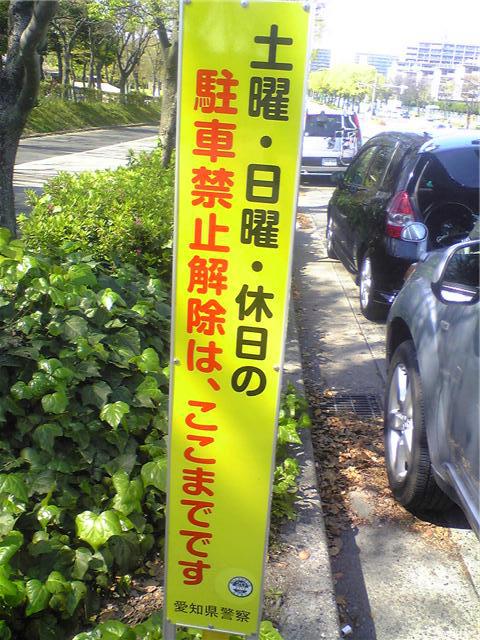 土曜・日曜・休日の
駐車禁止解除は、ここまでです
愛知県警察